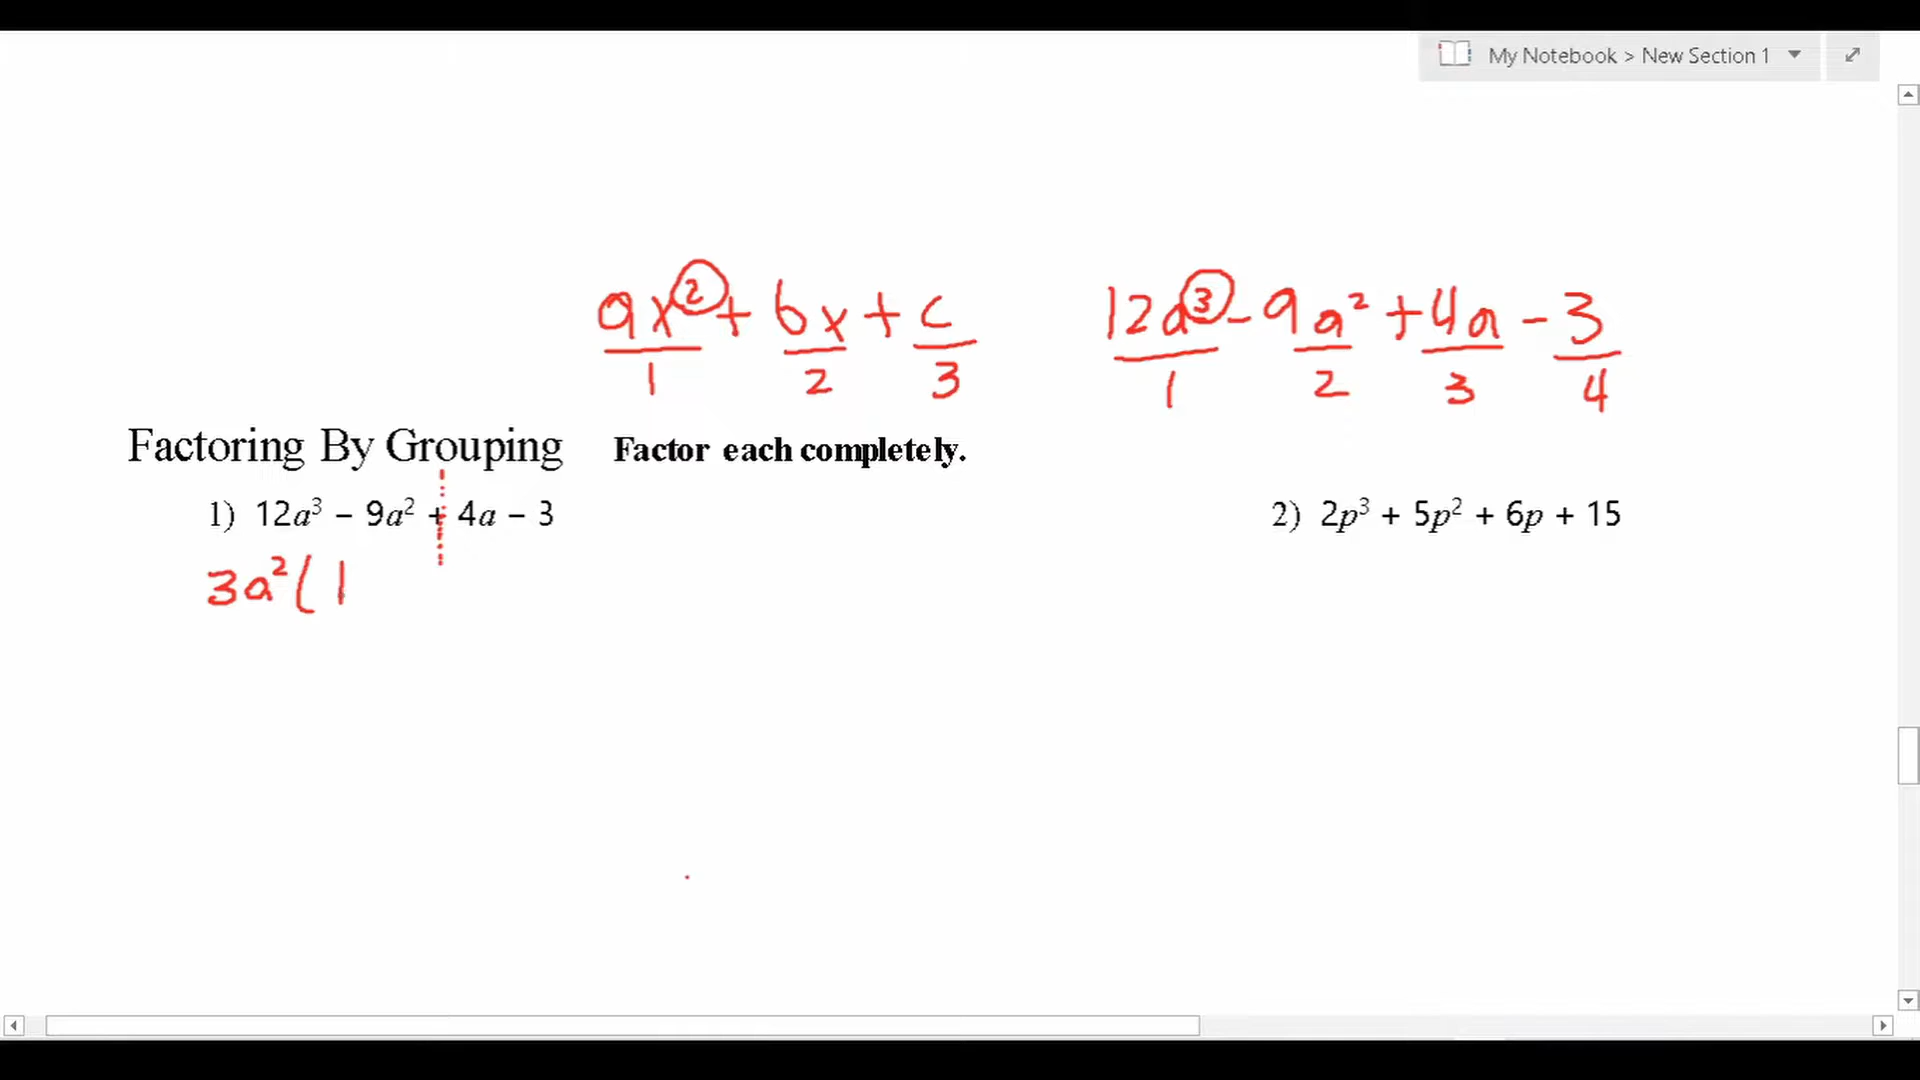 My Notebook > New Section 1
ax² + bx + c
1 2 3
12a³ - 9a² + 4a - 3
1 2 3 4
Factoring By Grouping Factor each completely.
1) 12a³ − 9a² + 4a − 3
2) 2p³ + 5p² + 6p + 15
3a² ( 1